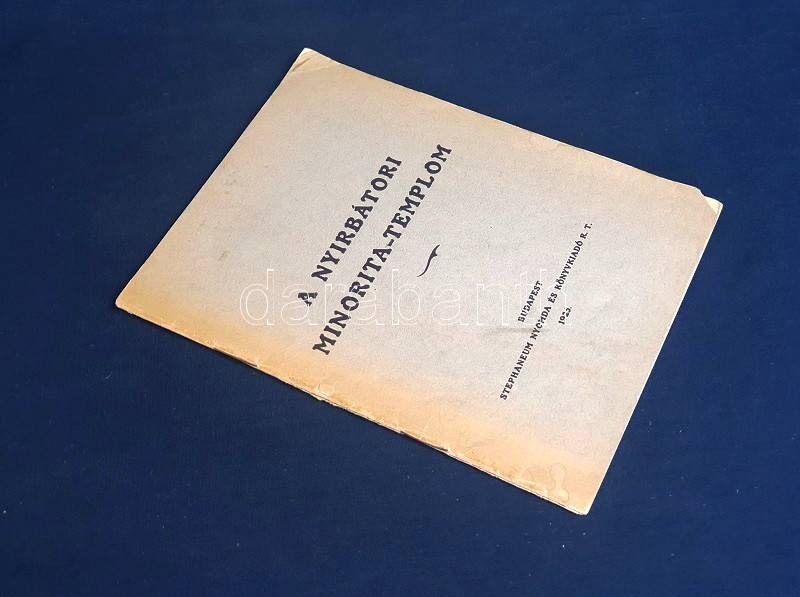 A NYIRBÁTORI
MINORITA-TEMPLOM
BUDAPEST
STEPHANEUM NYOMDA ÉS KÖNYVKIADÓ R. T.
darabanth